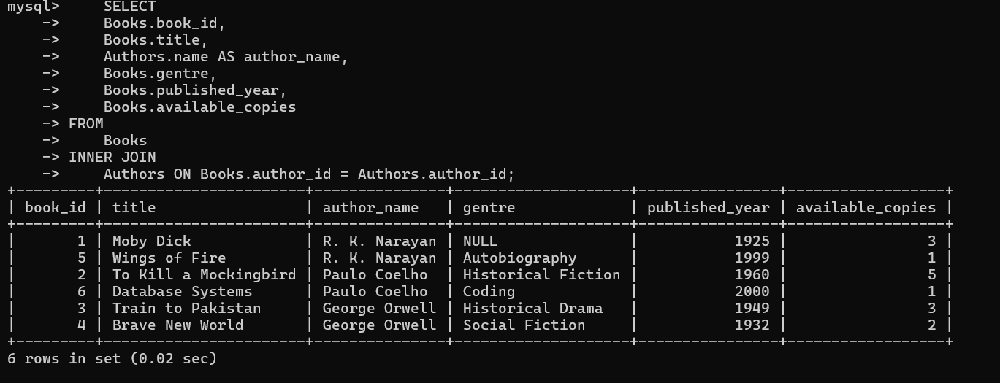 mysql>     SELECT
    ->     Books.book_id,
    ->     Books.title,
    ->     Authors.name AS author_name,
    ->     Books.gentre,
    ->     Books.published_year,
    ->     Books.available_copies
    -> FROM
    ->     Books
    -> INNER JOIN
    ->     Authors ON Books.author_id = Authors.author_id;
+---------+-----------------------+---------------+--------------------+----------------+------------------+
| book_id | title                 | author_name   | gentre             | published_year | available_copies |
+---------+-----------------------+---------------+--------------------+----------------+------------------+
|       1 | Moby Dick             | R. K. Narayan | NULL               |           1925 |                3 |
|       5 | Wings of Fire         | R. K. Narayan | Autobiography      |           1999 |                1 |
|       2 | To Kill a Mockingbird | Paulo Coelho  | Historical Fiction |           1960 |                5 |
|       6 | Database Systems      | Paulo Coelho  | Coding             |           2000 |                1 |
|       3 | Train to Pakistan     | George Orwell | Historical Drama   |           1949 |                3 |
|       4 | Brave New World       | George Orwell | Social Fiction     |           1932 |                2 |
+---------+-----------------------+---------------+--------------------+----------------+------------------+
6 rows in set (0.02 sec)